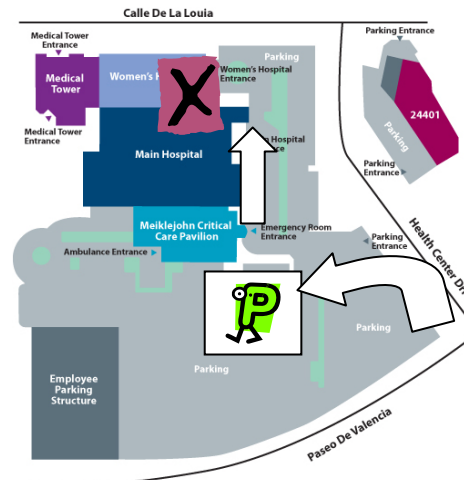 Calle De La Louia
Medical Tower
Entrance
Parking
Parking Entrance
Medical
Tower
Women's H
Women's Hospital
Entrance
24401
Parking
Medical Tower
Entrance
Main Hospital
Hospital
Parking
Entrance
Meiklejohn Critical
Care Pavilion
Emergency Room
Entrance
Health Center
Parking
Entrance
Ambulance Entrance
P
Parking
Parking
Employee
Parking
Structure
Paseo De Valencia